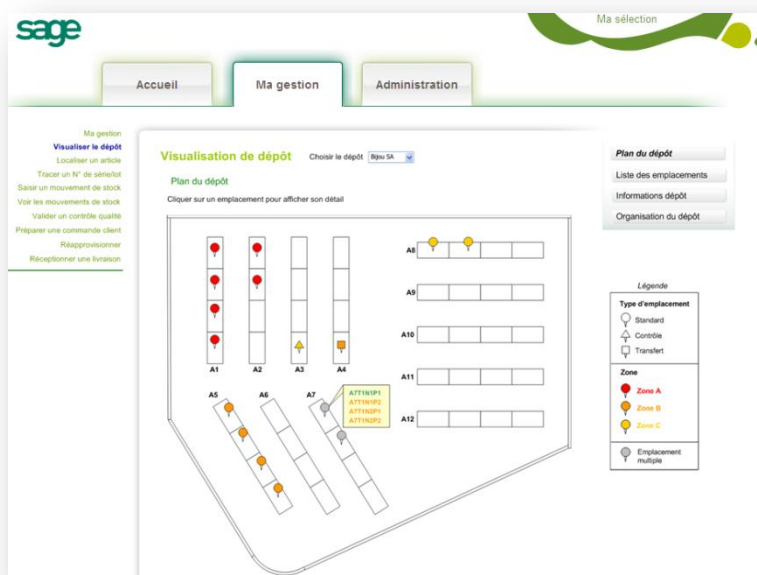 sage
Ma sélection
Accueil
Ma gestion
Administration
Ma gestion
Visualiser le dépôt
Localiser un article
Tracer un N° de série/lot
Saisir un mouvement de stock
Voir les mouvements de stock
Valider un contrôle qualité
Préparer une commande client
Réapprovisionner
Réceptionner une livraison
Visualisation de dépôt
Choisir le dépôt
Bijou SA
Plan du dépôt
Cliquer sur un emplacement pour afficher son détail
A1
A2
A3
A4
A5
A6
A7
A7T1N1P1
A7T1N1P2
A7T1N2P1
A7T1N2P2
A8
A9
A10
A11
A12
Plan du dépôt
Liste des emplacements
Informations dépôt
Organisation du dépôt
Légende
Type d'emplacement
Standard
Contrôle
Transfert
Zone
Zone A
Zone B
Zone C
Emplacement
multiple